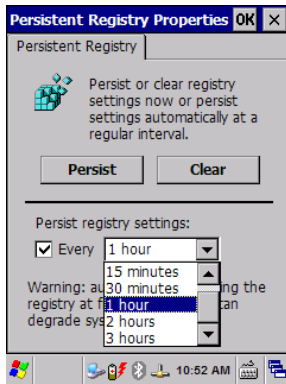 Persistent Registry Properties OK ×
Persistent Registry
Persist or clear registry
settings now or persist
settings automatically at a
regular interval.
Persist Clear
Persist registry settings:
Every 1 hour
15 minutes
30 minutes
1 hour
2 hours
3 hours
Warning: au ng the
registry at f can
degrade sys
10:52 AM